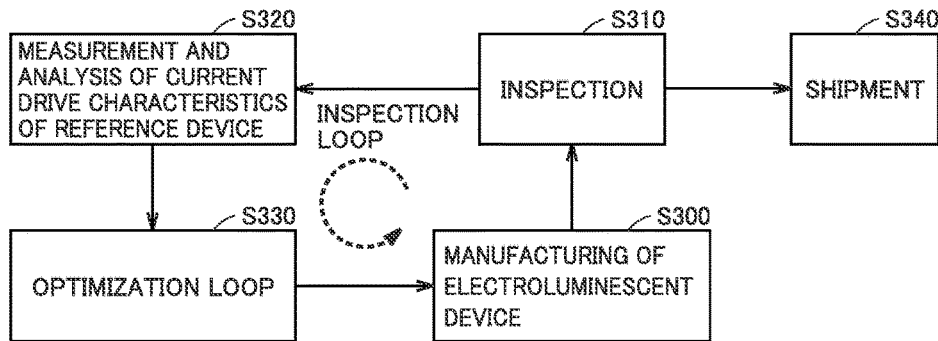 S320
MEASUREMENT AND
ANALYSIS OF CURRENT
DRIVE CHARACTERISTICS
OF REFERENCE DEVICE
S310
INSPECTION
S340
SHIPMENT
INSPECTION
LOOP
S330
OPTIMIZATION LOOP
S300
MANUFACTURING OF
ELECTROLUMINESCENT
DEVICE